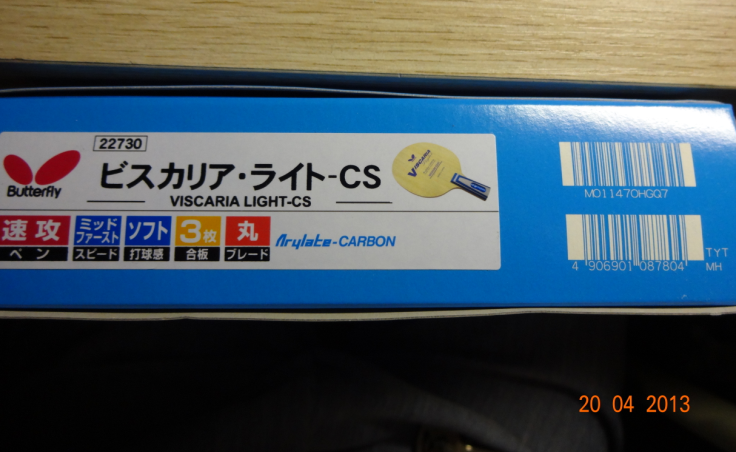 22730
Butterfly
ビスカリア・ライト-CS
VISCARIA LIGHT-CS
速攻
ペン
ミッド
ファースト
スピード
ソフト
打球感
3枚
合板
丸
ブレード
Arylate-CARBON
VISCARIA
MD11470HGQ7
4 906901 087804
TYT
MH
20 04 2013